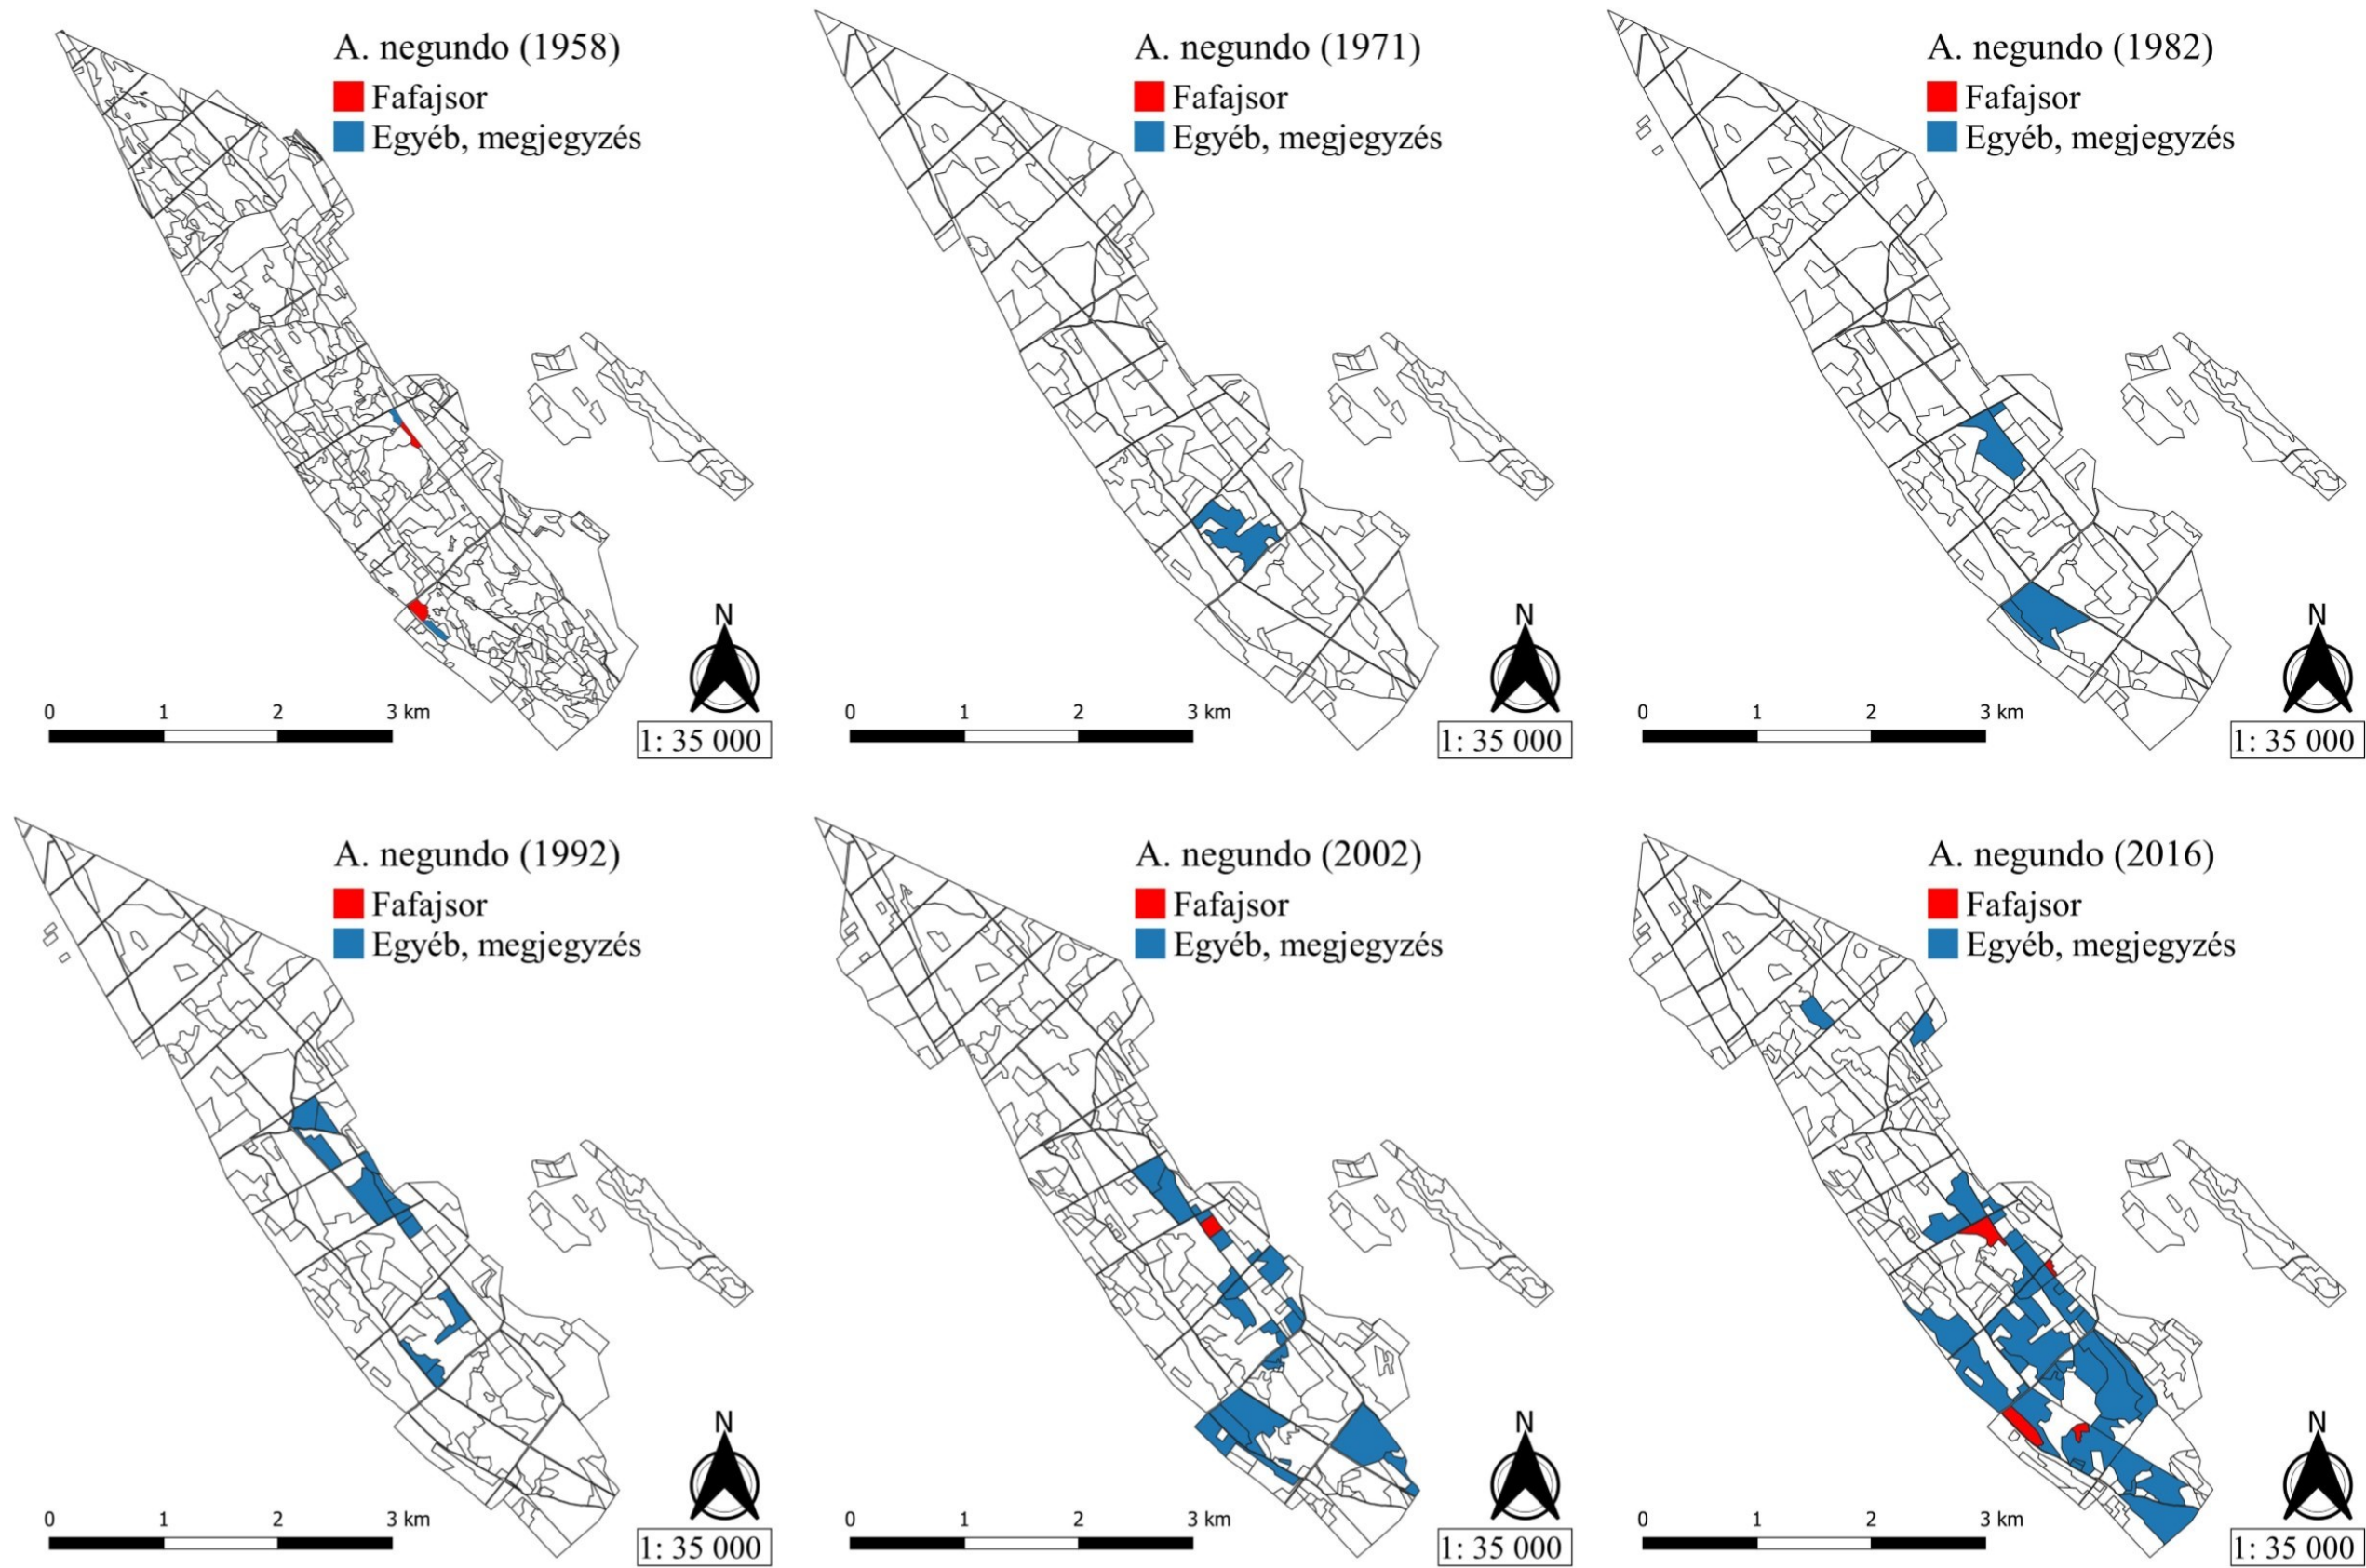 A. negundo (1958)
Fafajsor
Egyéb, megjegyzés
N
0 1 2 3 km
1: 35 000
A. negundo (1971)
Fafajsor
Egyéb, megjegyzés
N
0 1 2 3 km
1: 35 000
A. negundo (1982)
Fafajsor
Egyéb, megjegyzés
N
0 1 2 3 km
1: 35 000
A. negundo (1992)
Fafajsor
Egyéb, megjegyzés
N
0 1 2 3 km
1: 35 000
A. negundo (2002)
Fafajsor
Egyéb, megjegyzés
N
0 1 2 3 km
1: 35 000
A. negundo (2016)
Fafajsor
Egyéb, megjegyzés
N
0 1 2 3 km
1: 35 000